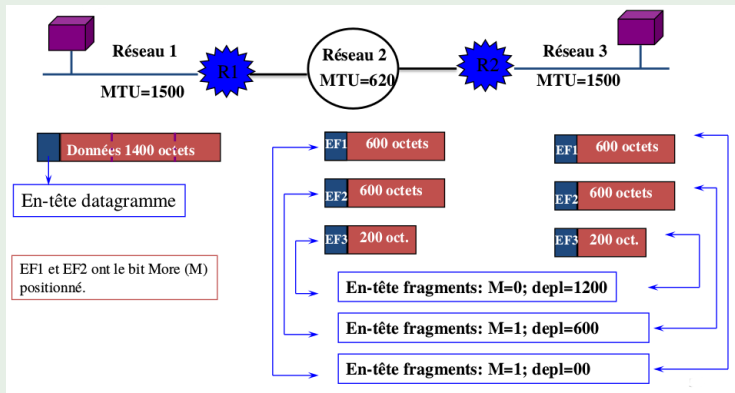 Réseau 1
MTU=1500
R1
Réseau 2
MTU=620
R2
Réseau 3
MTU=1500
Données 1400 octets
En-tête datagramme
EF1 et EF2 ont le bit More (M)
positionné.
EF1 600 octets
EF2 600 octets
EF3 200 oct.
EF1 600 octets
EF2 600 octets
EF3 200 oct.
En-tête fragments: M=0; depl=1200
En-tête fragments: M=1; depl=600
En-tête fragments: M=1; depl=00